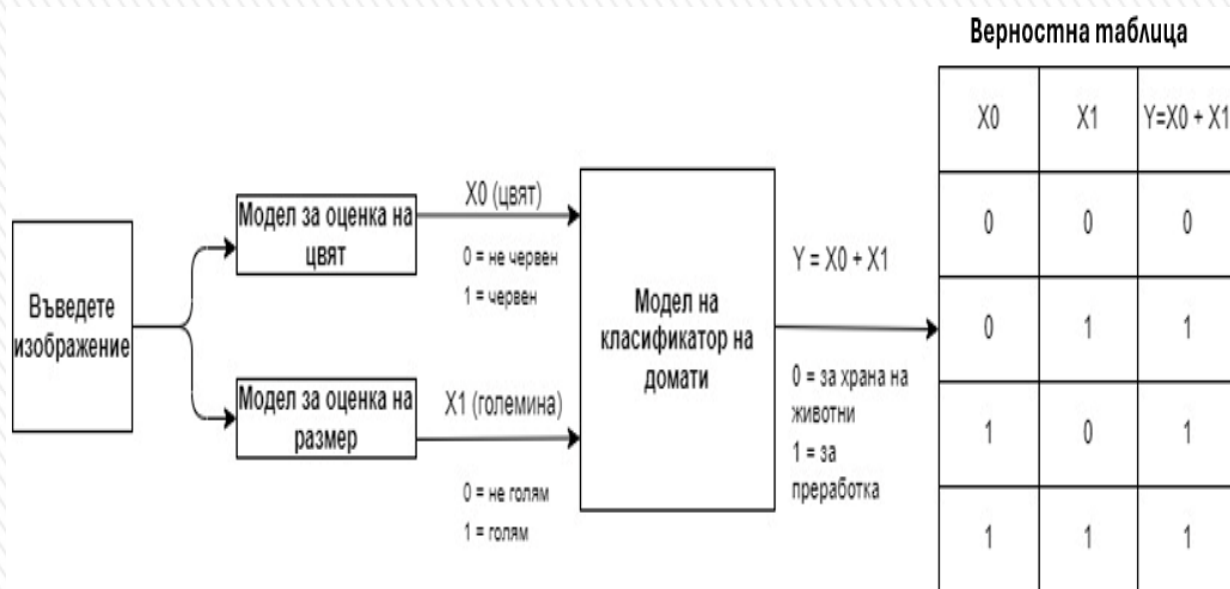 Верностна таблица
Въведете
изображение
Модел за оценка на
цвят
Модел за оценка на
размер
X0 (цвят)
0 = не червен
1 = червен
X1 (големина)
0 = не голям
1 = голям
Модел на
класификатор на
домати
Y = X0 + X1
0 = за храна на
животни
1 = за
преработка
X0 X1 Y=X0 + X1
0 0 0
0 1 1
1 0 1
1 1 1